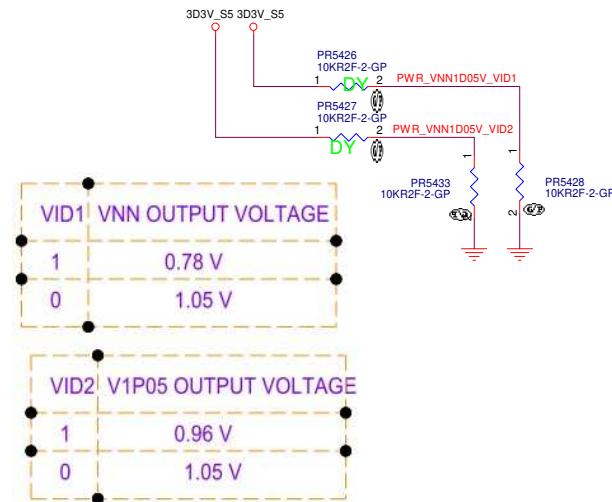 3D3V_S5 3D3V_S5
PR5426
10KR2F-2-GP
1 DY 2 PWR_VNN1D05V_VID1
PR5427
10KR2F-2-GP
1 2 PWR_VNN1D05V_VID2
DY
1 1
PR5433
10KR2F-2-GP
PR5428
10KR2F-2-GP
2
2
VID1 VNN OUTPUT VOLTAGE
1 0.78 V
0 1.05 V
VID2 V1P05 OUTPUT VOLTAGE
1 0.96 V
0 1.05 V